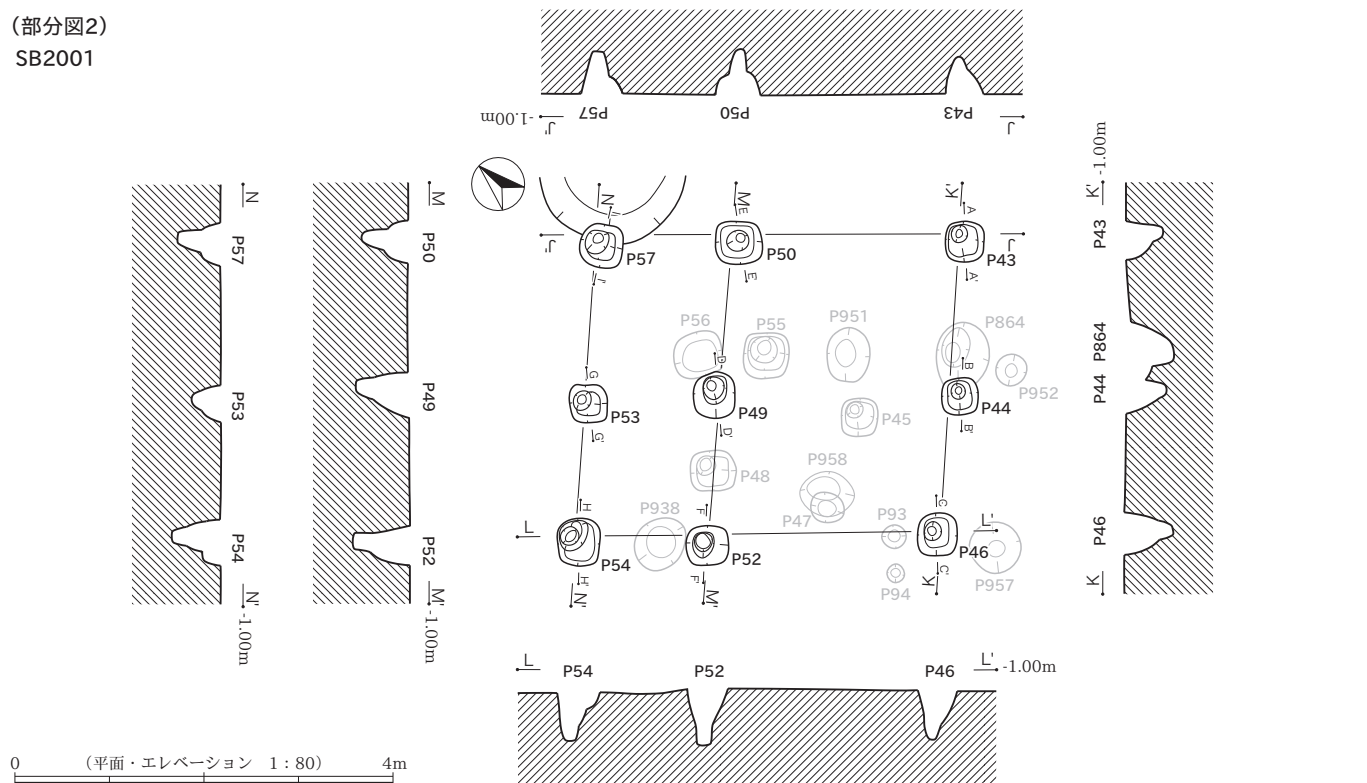 (部分図2)
SB2001
P57
P50
P43
-1.00m
J'
J
-1.00m
K'
N
M
N
M
K'
I
E
A
P57
P50
P43
J'
P57
P50
P43
J
I'
E'
A'
P56
P55
P951
P864
P864
D
B
P952
G
P53
P49
P53
P49
P45
P44
P44
G'
D'
B'
P48
P958
H
P938
F
P47
P93
C
L
L'
P54
P52
P54
P52
P46
P957
P46
H'
F'
C'
P94
N'
M'
N'
M'
K
K
-1.00m
-1.00m
L
P54
P52
P46
L'
-1.00m
0
(平面・エレベーション 1:80)
4m